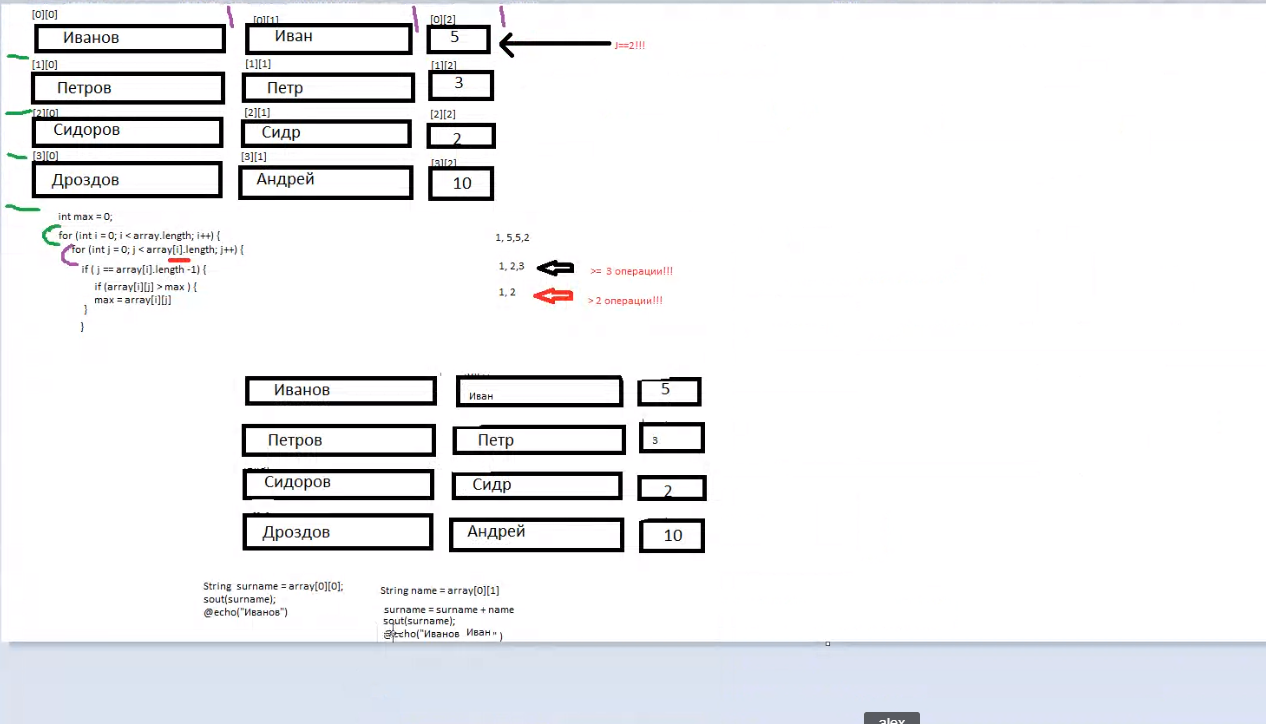 [0][0] [0][1] [0][2]
Иванов Иван 5
J==2!!!
[1][0] [1][1] [1][2]
Петров Петр 3
[2][0] [2][1] [2][2]
Сидоров Сидр 2
[3][0] [3][1] [3][2]
Дроздов Андрей 10
int max = 0;
for (int i = 0; i < array.length; i++) {
for (int j = 0; j < array[i].length; j++) {
if ( j == array[i].length -1) {
if (array[i][j] > max ) {
max = array[i][j]
}
}
1, 5,5,2
1, 2,3
>= 3 операции!!!
1, 2
> 2 операции!!!
Иванов Иван 5
Петров Петр 3
Сидоров Сидр 2
Дроздов Андрей 10
String surname = array[0][0];
sout(surname);
@echo("Иванов")
String name = array[0][1]
surname = surname + name
sout(surname);
@echo("Иванов Иван ")
alex